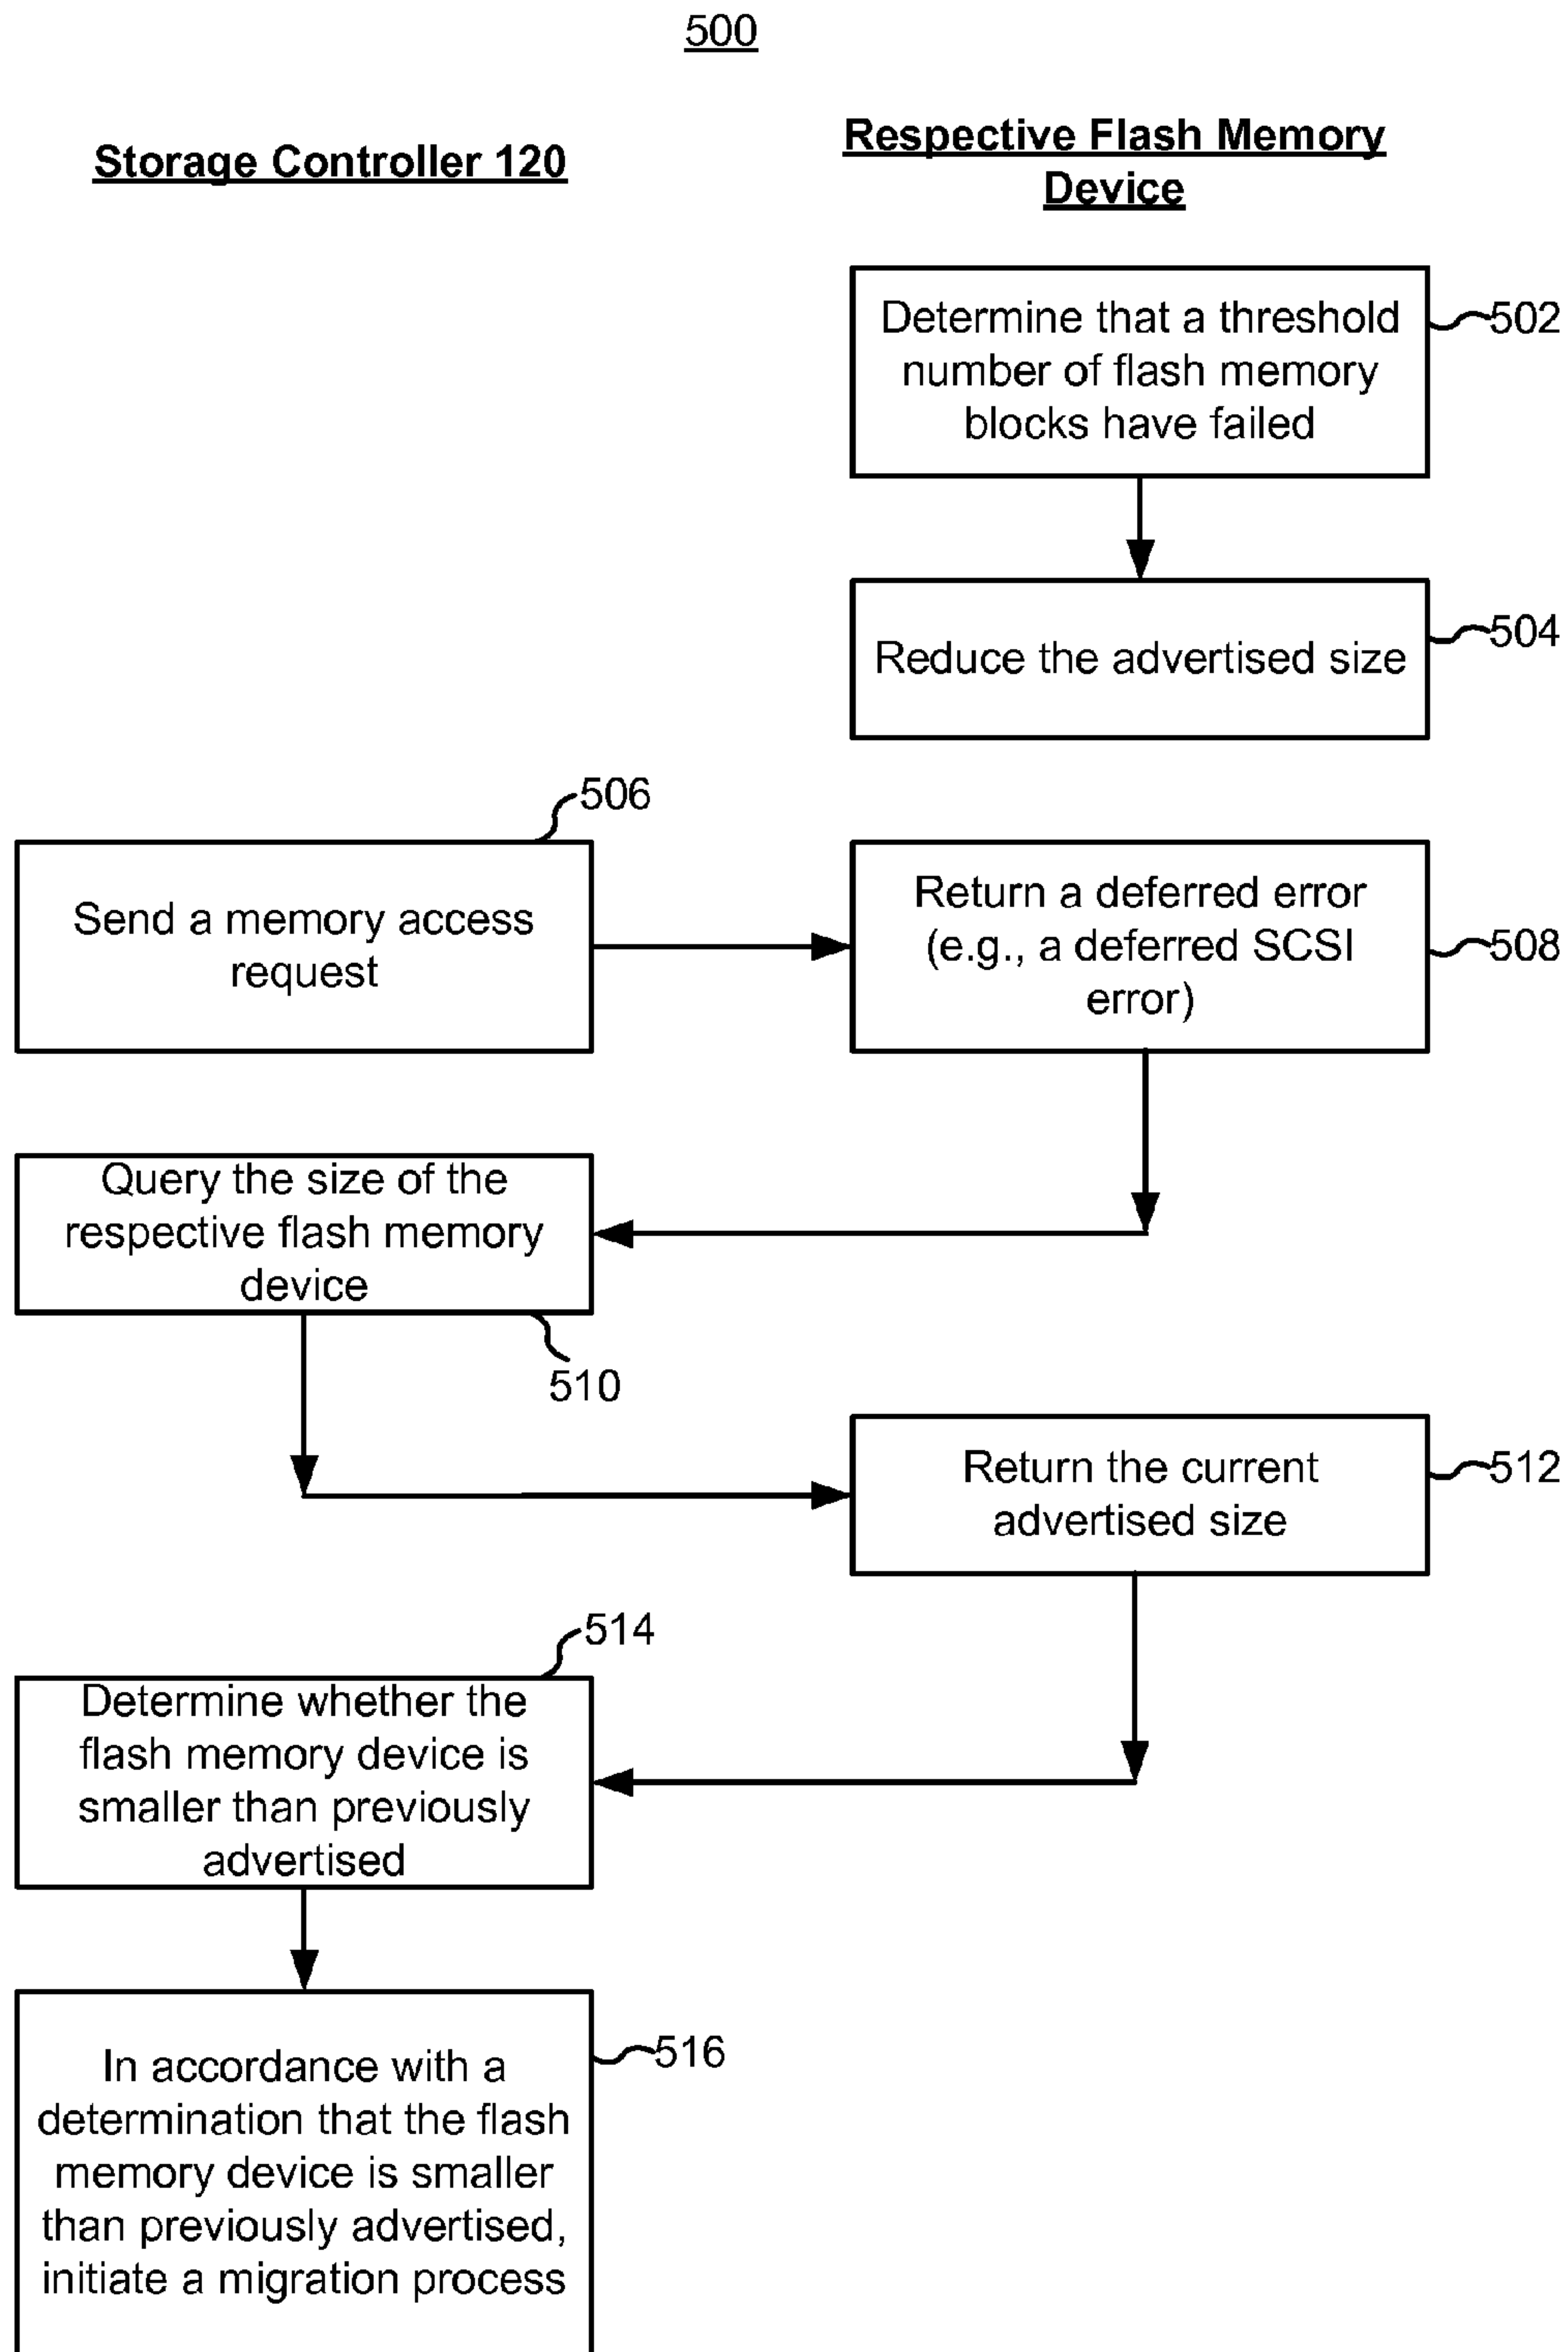 500
Storage Controller 120
Respective Flash Memory
Device
Determine that a threshold
number of flash memory
blocks have failed
502
Reduce the advertised size
504
506
Send a memory access
request
Return a deferred error
(e.g., a deferred SCSI
error)
508
Query the size of the
respective flash memory
device
510
Return the current
advertised size
512
514
Determine whether the
flash memory device is
smaller than previously
advertised
In accordance with a
determination that the flash
memory device is smaller
than previously advertised,
initiate a migration process
516